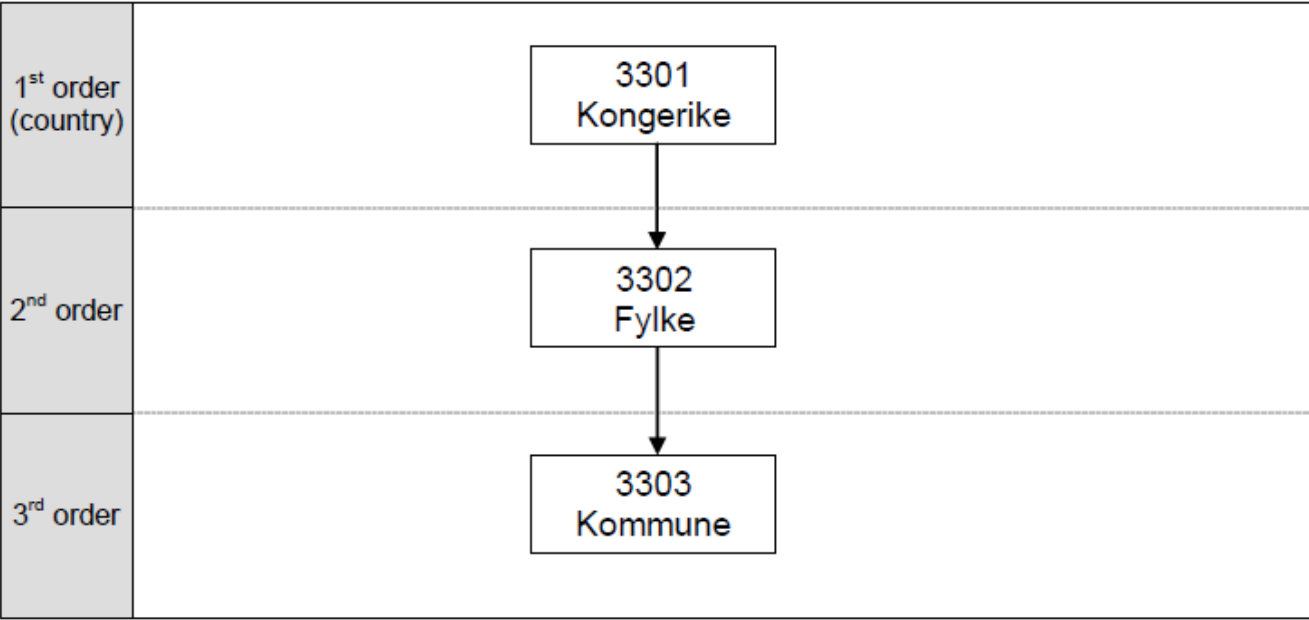 1st order
(country)
3301
Kongerike
2nd order
3302
Fylke
3rd order
3303
Kommune